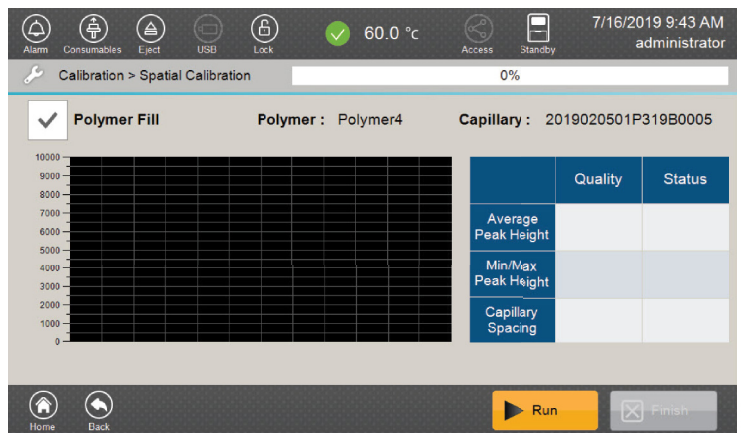 Alarm Consumables Eject USB Lock 60.0 °c Access Standby 7/16/2019 9:43 AM
administrator
Calibration > Spatial Calibration 0%
Polymer Fill Polymer : Polymer4 Capillary : 2019020501P319B0005
10000
9000
8000
7000
6000
5000
4000
3000
2000
1000
0
Quality Status
Average
Peak Height
Min/Max
Peak Height
Capillary
Spacing
Home Back Run Finish